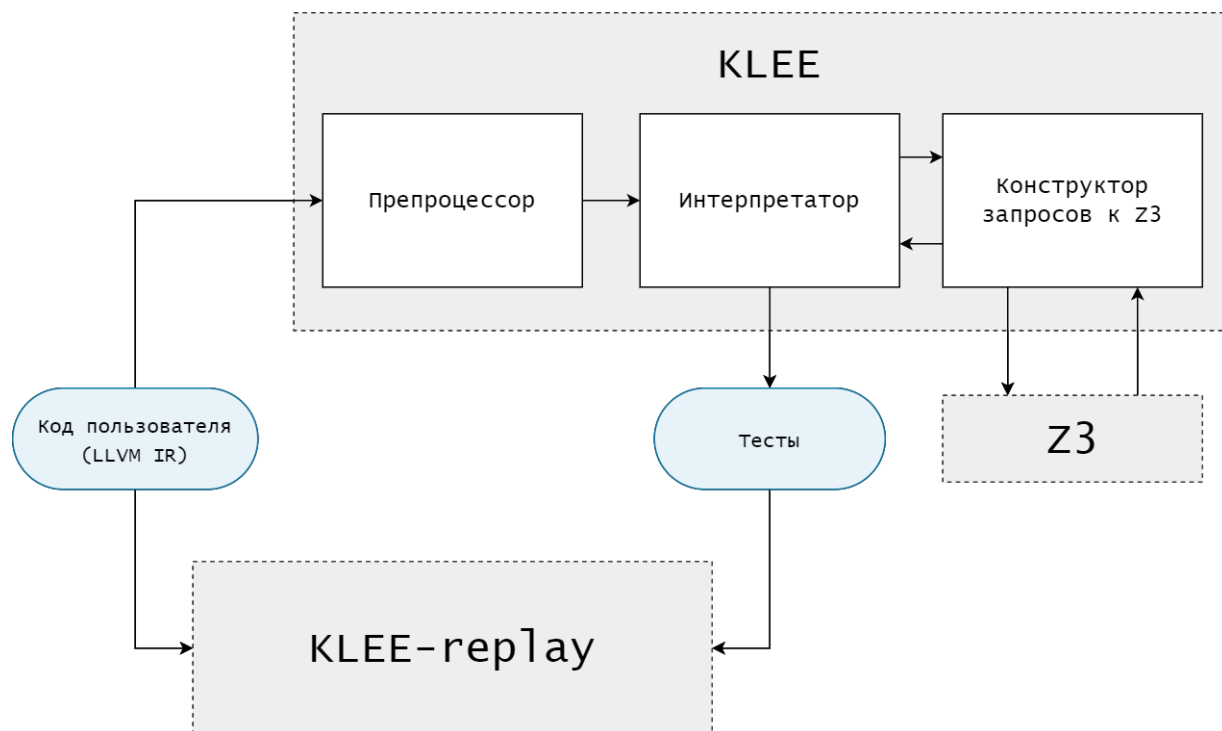 KLEE
Препроцессор
Интерпретатор
Конструктор
запросов к Z3
Код пользователя
(LLVM IR)
Тесты
Z3
KLEE-replay